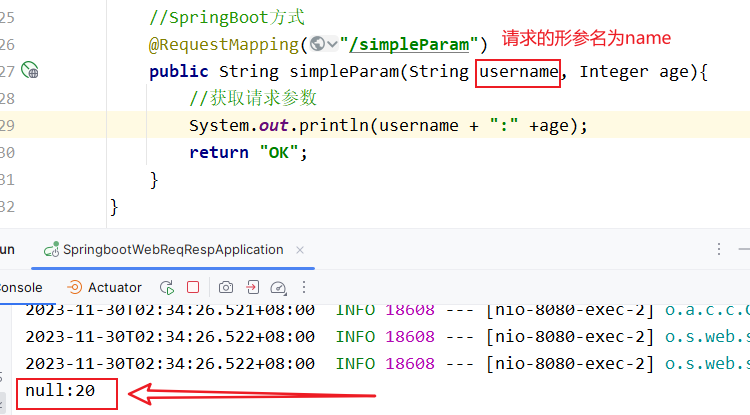 25 //SpringBoot方式
26 @RequestMapping("/simpleParam") 请求的形参名为name
27 public String simpleParam(String username, Integer age){
28 //获取请求参数
29 System.out.println(username + ":" +age);
30 return "OK";
31 }
32 }
un SpringbootWebReqRespApplication ×
Console Actuator
2023-11-30T02:34:26.521+08:00 INFO 18608 --- [nio-8080-exec-2] o.a.c.c.
2023-11-30T02:34:26.522+08:00 INFO 18608 --- [nio-8080-exec-2] o.s.web.s
2023-11-30T02:34:26.522+08:00 INFO 18608 --- [nio-8080-exec-2] o.s.web.s
null:20